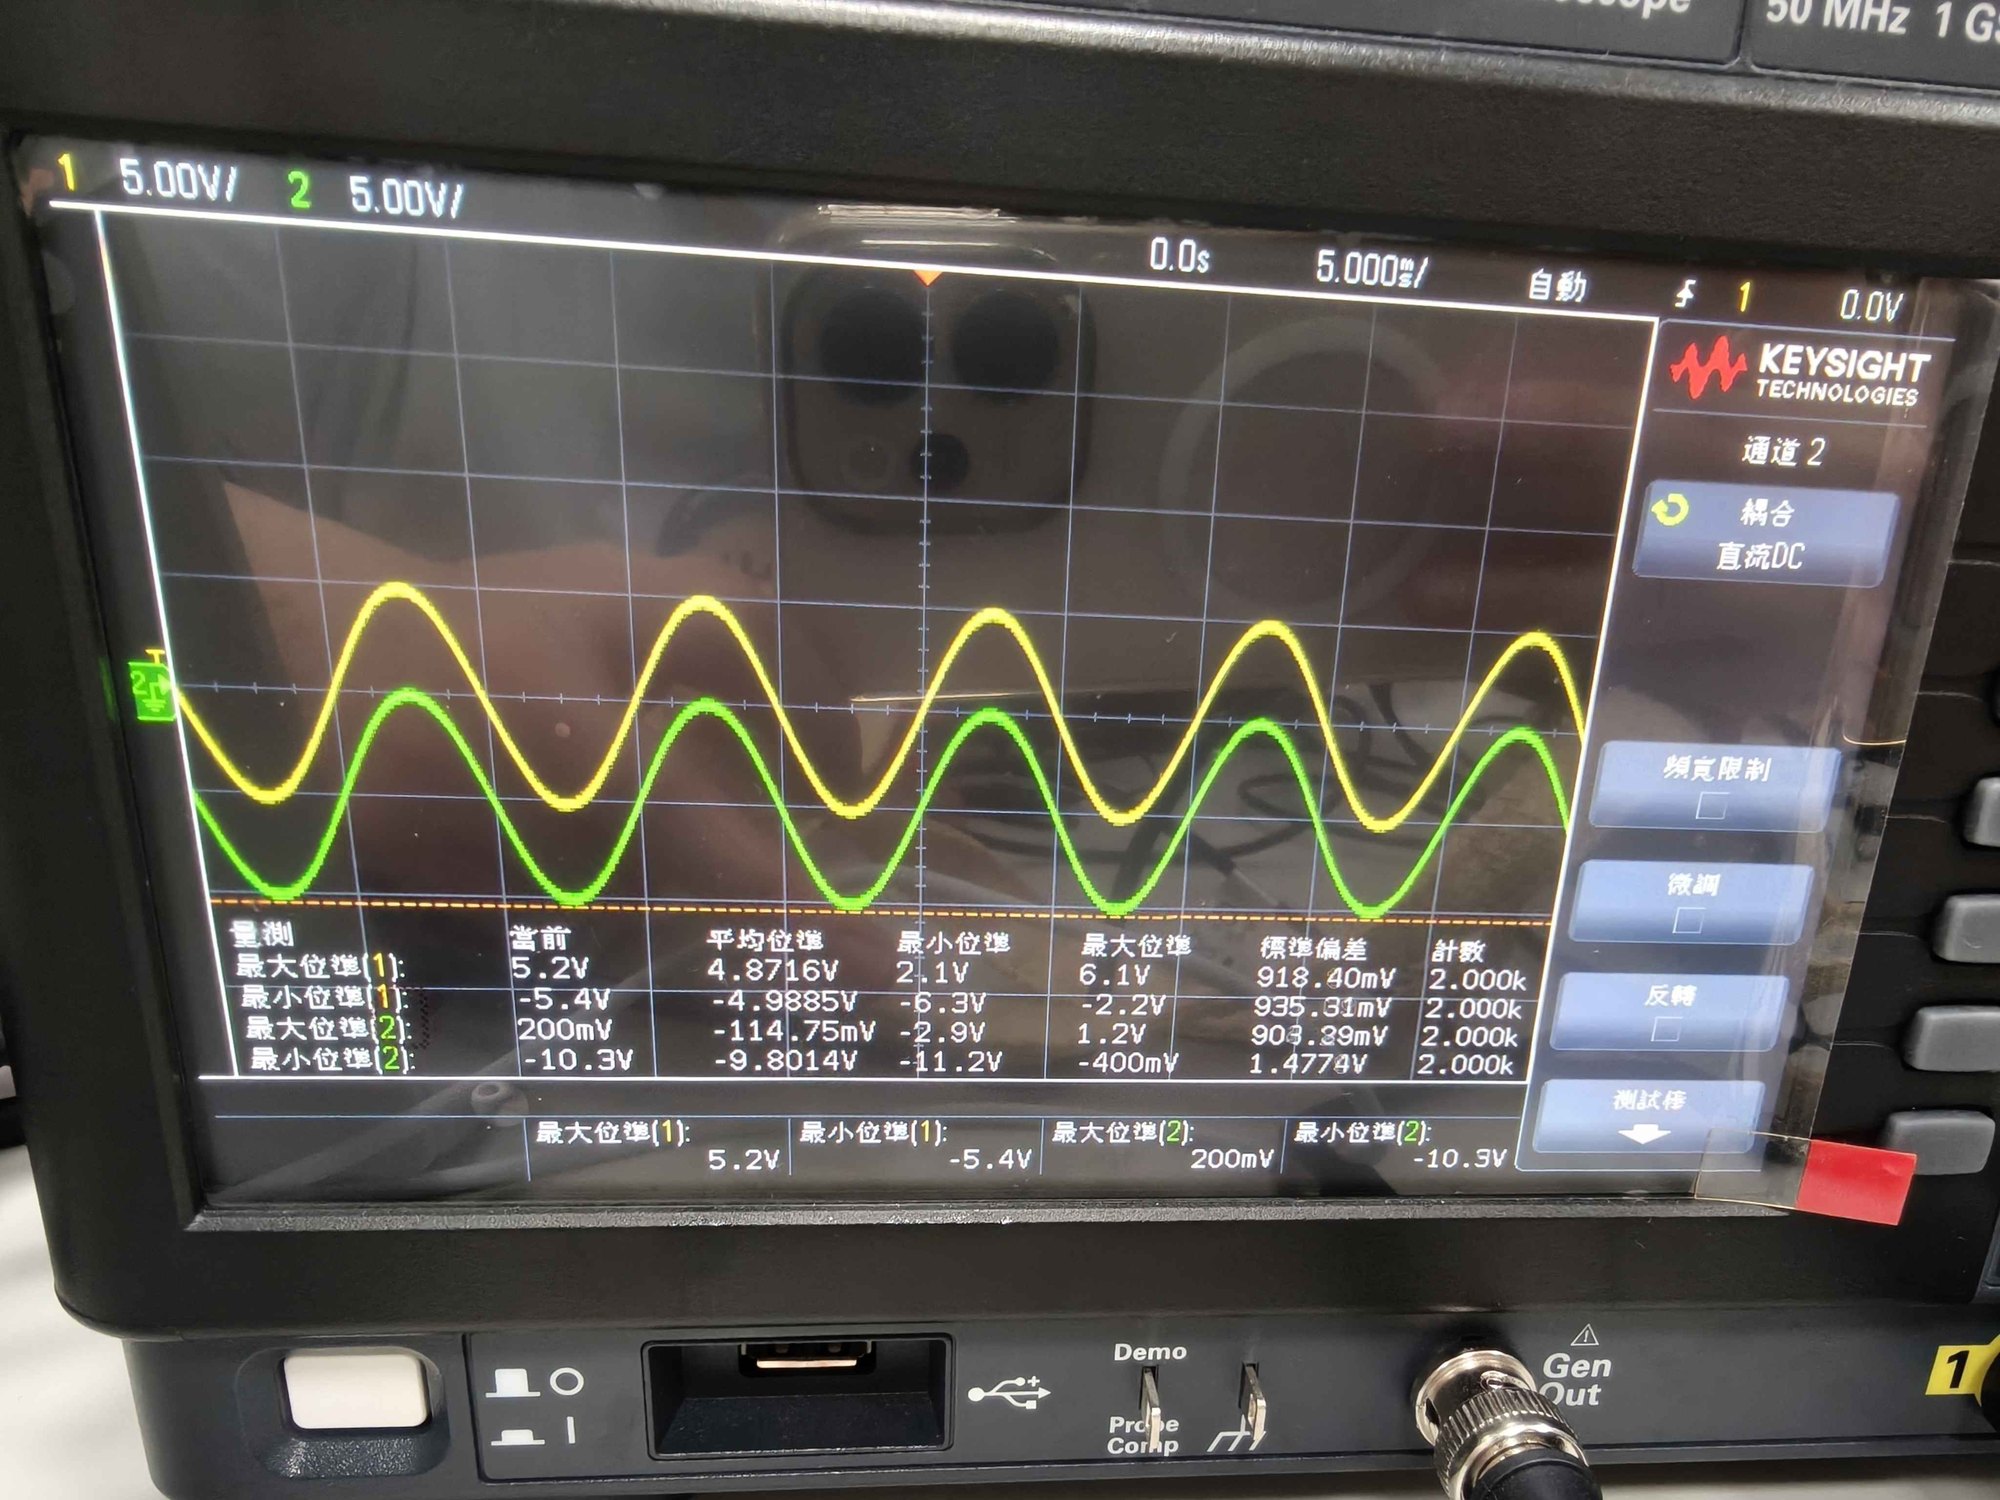 50 MHz 1 G
1 5.00V/ 2 5.00V/ 0.0s 5.000ms/ 自動 1 0.0V
KEYSIGHT
TECHNOLOGIES
通道 2
耦合
直流DC
T
2
頻寬限制
微調
反轉
測試棒
量測 當前 平均位準 最小位準 最大位準 標準偏差 計數
最大位準(1): 5.2V 4.8716V 2.1V 6.1V 918.40mV 2.000k
最小位準(1): -5.4V -4.9885V -6.3V -2.2V 935.31mV 2.000k
最大位準(2): 200mV -114.75mV -2.9V 1.2V 903.89mV 2.000k
最小位準(2): -10.3V -9.8014V -11.2V -400mV 1.4774V 2.000k
最大位準(1): 最小位準(1): 最大位準(2): 最小位準(2):
5.2V -5.4V 200mV -10.3V
Demo
Probe
Comp
Gen
Out
1